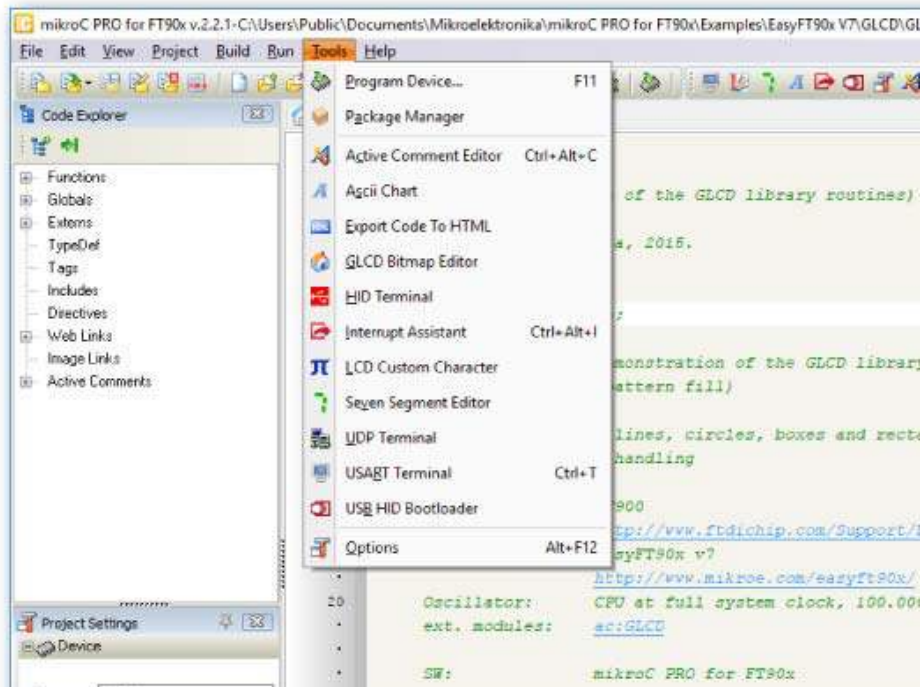 mikroC PRO for FT90x v.2.2.1-C:\Users\Public\Documents\Mikroelektronika\mikroC PRO for FT90x\Examples\EasyFT90x V7\GLCD\GL
File Edit View Project Build Run Tools Help
Code Explorer
Functions
Globals
Externs
TypeDef
Tags
Includes
Directives
Web Links
Image Links
Active Comments
Program Device... F11
Package Manager
Active Comment Editor Ctrl+Alt+C
Ascii Chart
Export Code To HTML
GLCD Bitmap Editor
HID Terminal
Interrupt Assistant Ctrl+Alt+I
LCD Custom Character
Seven Segment Editor
UDP Terminal
USART Terminal Ctrl+T
USB HID Bootloader
Options Alt+F12
of the GLCD library routines)
a, 2015.
;
monstration of the GLCD library
attern fill)
lines, circles, boxes and recta
handling
900
tp://www.ftdichip.com/Support/
syFT90x v7
http://www.mikroe.com/easyft90x/
20 Oscillator: CPU at full system clock, 100.00
ext. modules: ac:GLCD
SW: mikroC PRO for FT90x
Project Settings
Device